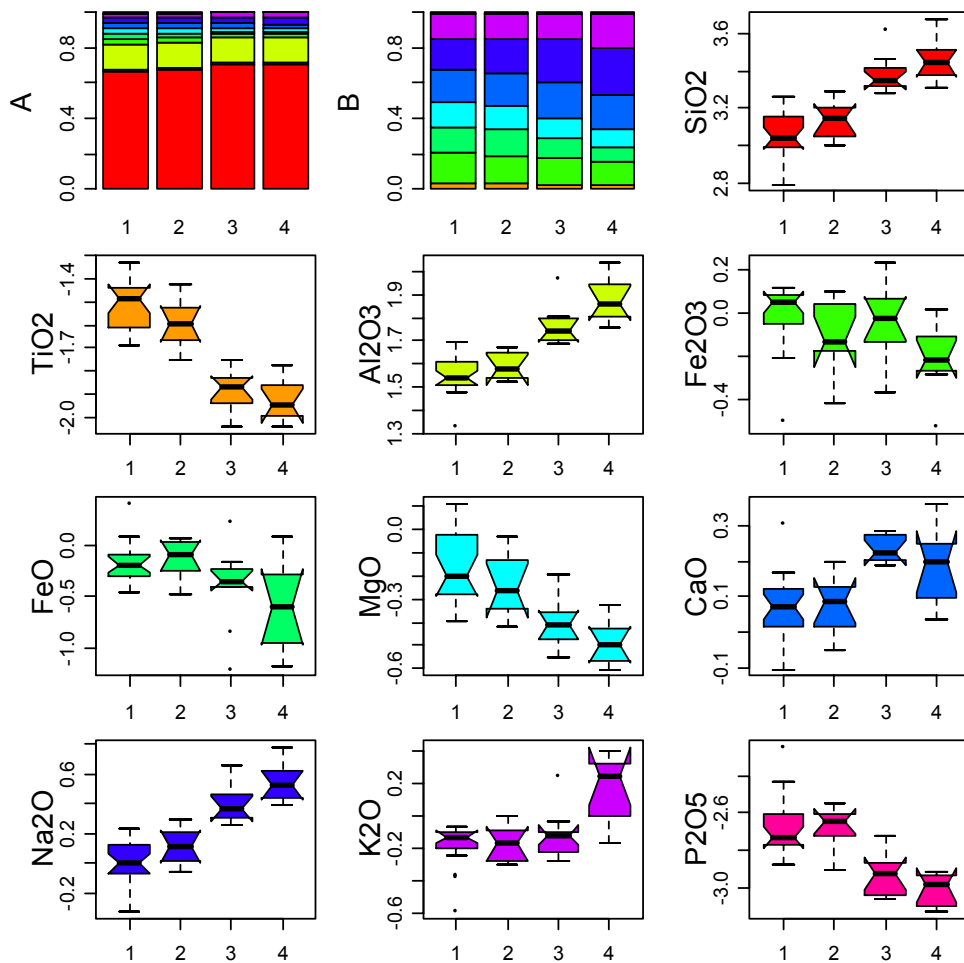 A
0.0 0.4 0.8
1 2 3 4
B
0.0 0.4 0.8
1 2 3 4
SiO2
2.8 3.2 3.6
1 2 3 4
TiO2
-2.0 -1.7 -1.4
1 2 3 4
Al2O3
1.3 1.5 1.7 1.9
1 2 3 4
Fe2O3
-0.4 0.0 0.2
1 2 3 4
FeO
-1.0 -0.5 0.0
1 2 3 4
MgO
-0.6 -0.3 0.0
1 2 3 4
CaO
-0.1 0.1 0.3
1 2 3 4
Na2O
-0.2 0.2 0.6
1 2 3 4
K2O
-0.6 -0.2 0.2
1 2 3 4
P2O5
-3.0 -2.6
1 2 3 4